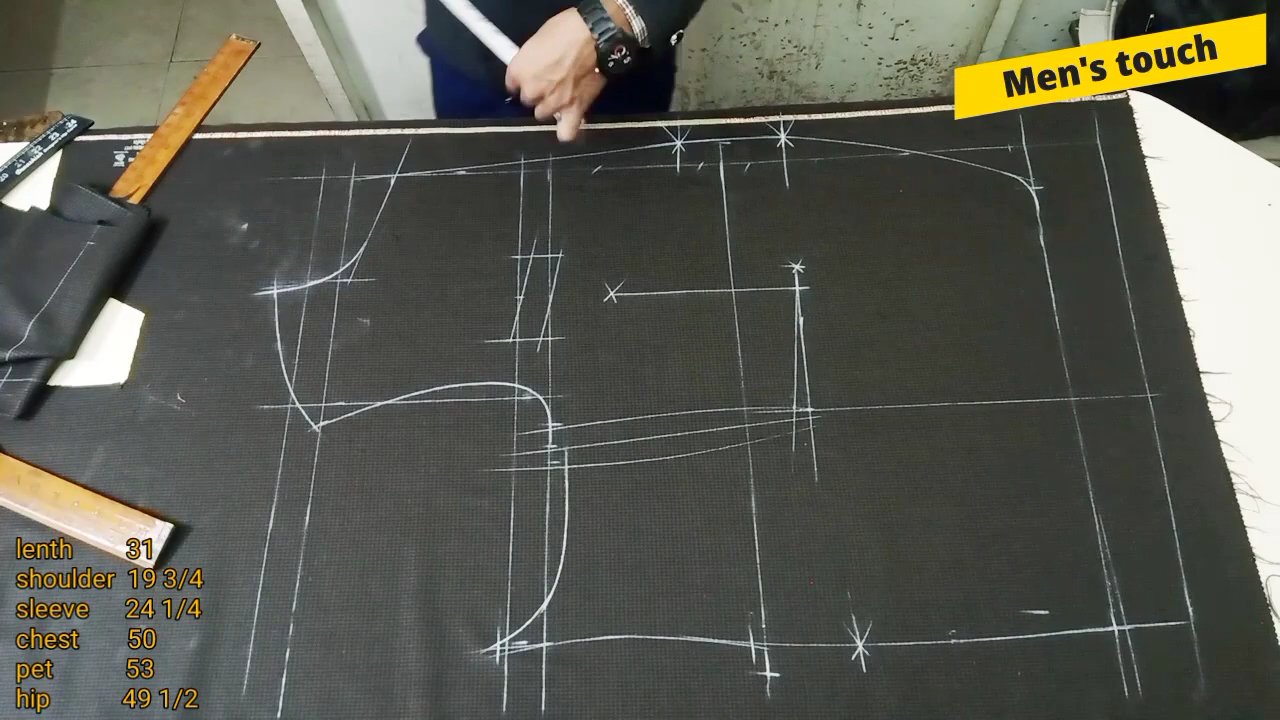 Men's touch
lenth 31
shoulder 19 3/4
sleeve 24 1/4
chest 50
pet 53
hip 49 1/2